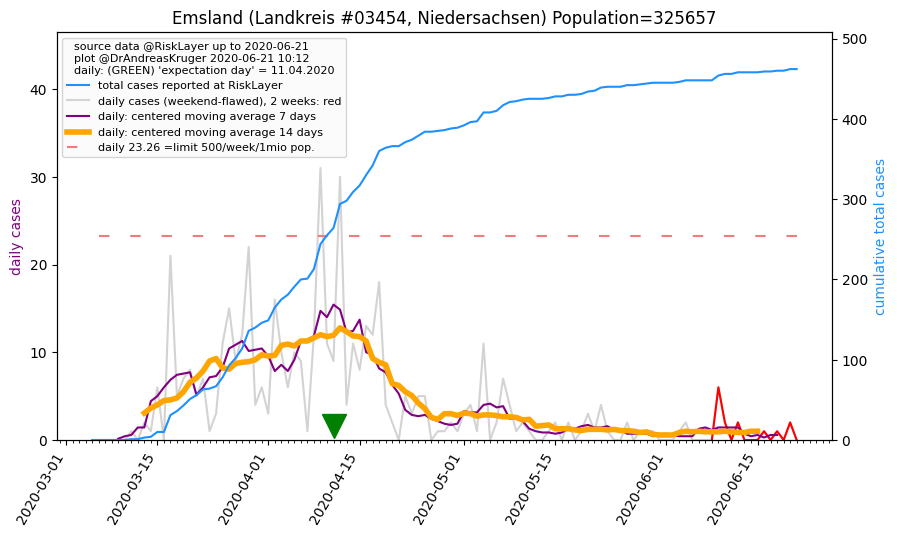 Emsland (Landkreis #03454, Niedersachsen) Population=325657
source data @RiskLayer up to 2020-06-21
plot @DrAndreasKruger 2020-06-21 10:12
daily: (GREEN) 'expectation day' = 11.04.2020
total cases reported at RiskLayer
daily cases (weekend-flawed), 2 weeks: red
daily: centered moving average 7 days
daily: centered moving average 14 days
daily 23.26 =limit 500/week/1mio pop.
daily cases
40
30
20
10
0
cumulative total cases
500
400
300
200
100
0
2020-03-01
2020-03-15
2020-04-01
2020-04-15
2020-05-01
2020-05-15
2020-06-01
2020-06-15